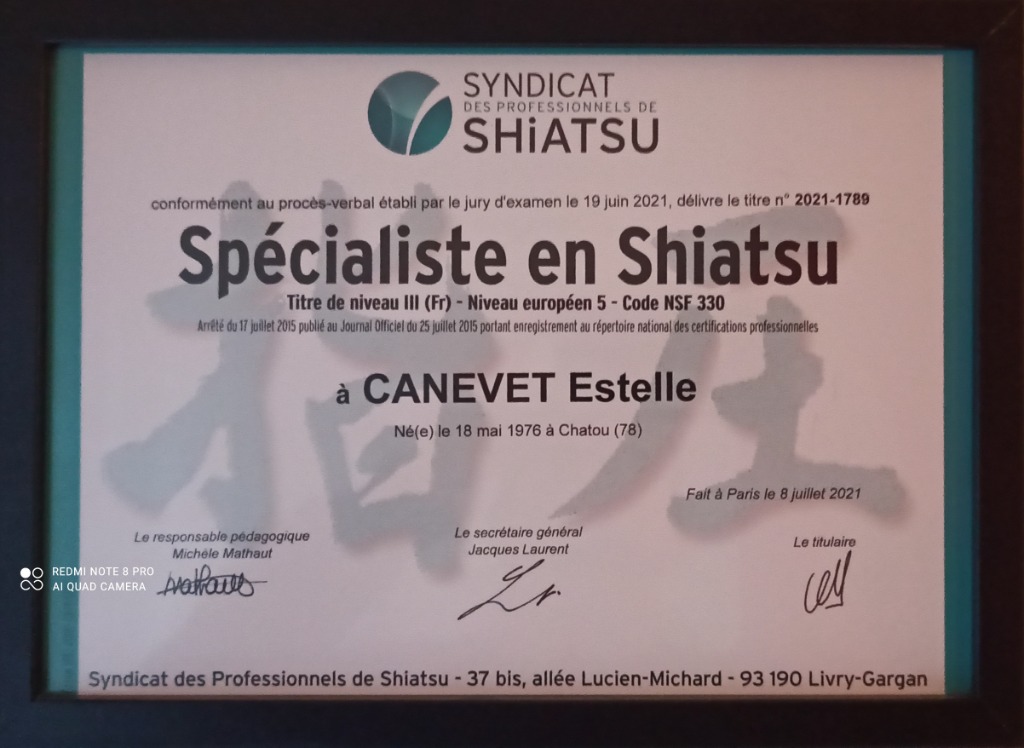 SYNDICAT
DES PROFESSIONNELS DE
SHiATSU
conformément au procès-verbal établi par le jury d'examen le 19 juin 2021, délivre le titre n° 2021-1789
Spécialiste en Shiatsu
Titre de niveau III (Fr) - Niveau européen 5 - Code NSF 330
Arrêté du 17 juillet 2015 publié au Journal Officiel du 25 juillet 2015 portant enregistrement au répertoire national des certifications professionnelles
à CANEVET Estelle
Né(e) le 18 mai 1976 à Chatou (78)
Fait à Paris le 8 juillet 2021
Le responsable pédagogique
Michèle Mathaut
Le secrétaire général
Jacques Laurent
Le titulaire
REDMI NOTE 8 PRO
AI QUAD CAMERA
Syndicat des Professionnels de Shiatsu - 37 bis, allée Lucien-Michard - 93 190 Livry-Gargan